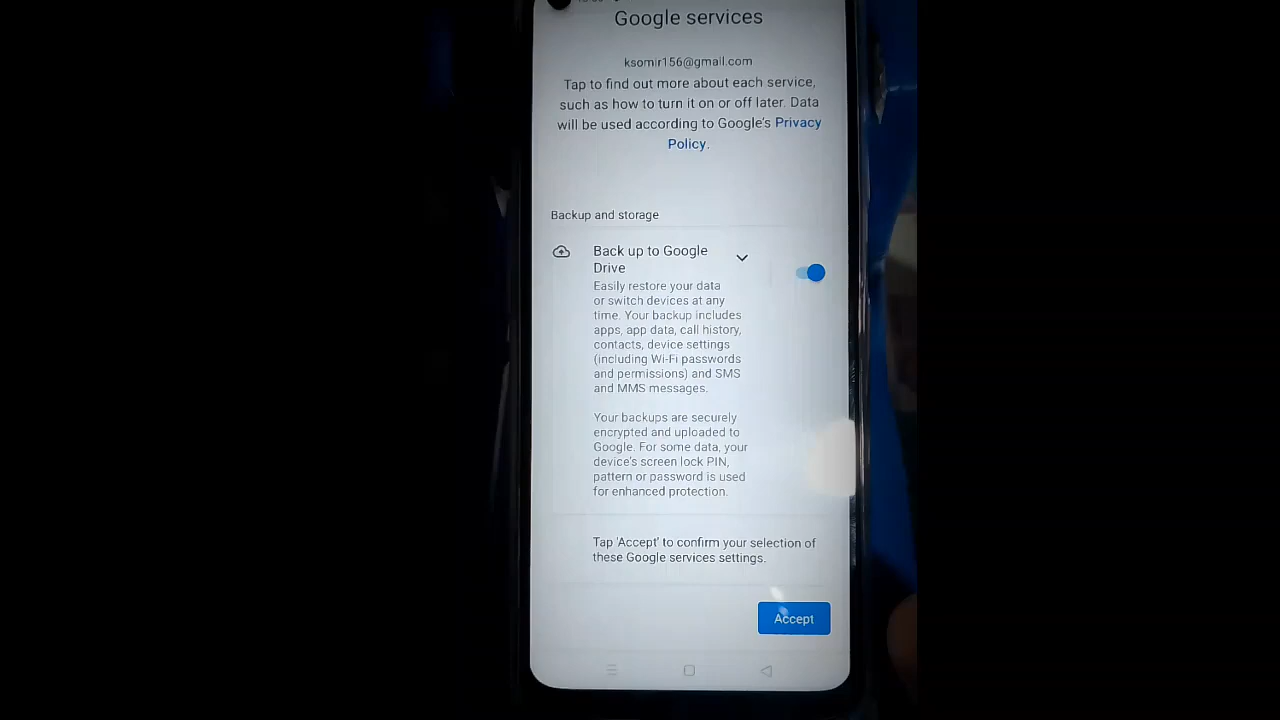 Google services
ksomir156@gmail.com
Tap to find out more about each service,
such as how to turn it on or off later. Data
will be used according to Google's Privacy
Policy.
Backup and storage
Back up to Google
Drive
Easily restore your data
or switch devices at any
time. Your backup includes
apps, app data, call history,
contacts, device settings
(including Wi-Fi passwords
and permissions) and SMS
and MMS messages.
Your backups are securely
encrypted and uploaded to
Google. For some data, your
device's screen lock PIN,
pattern or password is used
for enhanced protection.
Tap 'Accept' to confirm your selection of
these Google services settings.
Accept